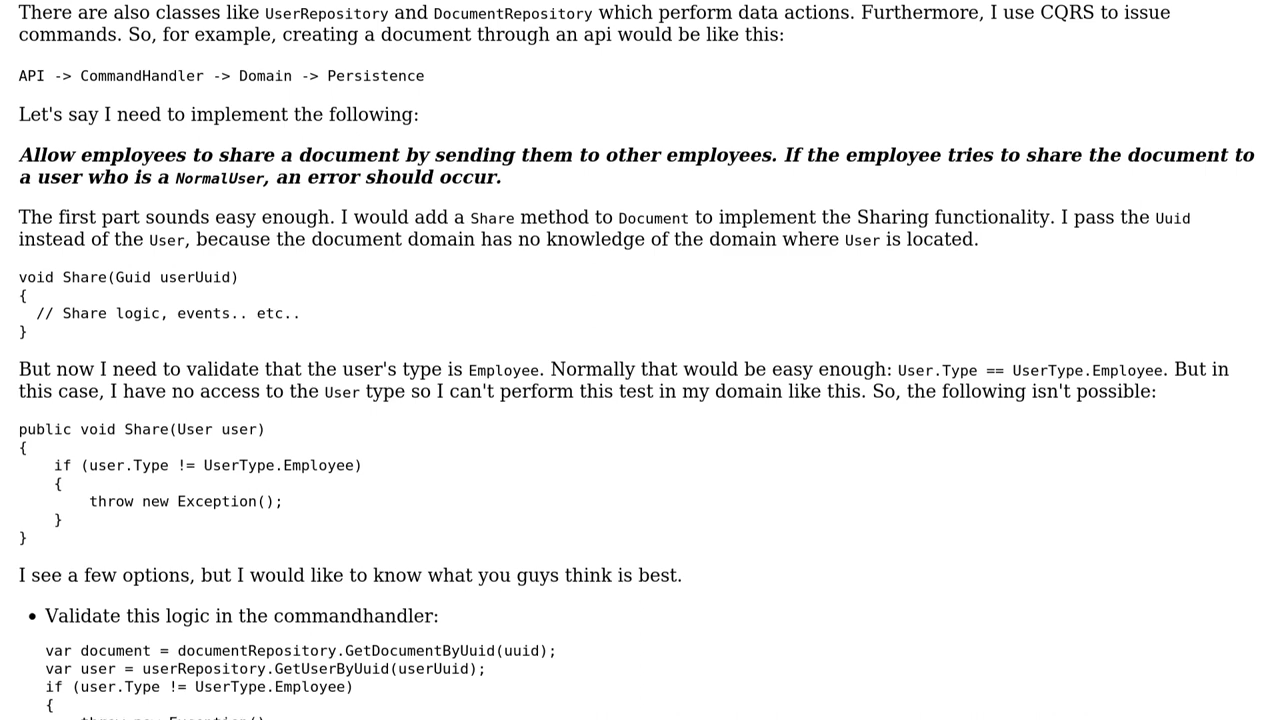 There are also classes like UserRepository and DocumentRepository which perform data actions. Furthermore, I use CQRS to issue
commands. So, for example, creating a document through an api would be like this:
API -> CommandHandler -> Domain -> Persistence
Let's say I need to implement the following:
Allow employees to share a document by sending them to other employees. If the employee tries to share the document to
a user who is a NormalUser, an error should occur.
The first part sounds easy enough. I would add a Share method to Document to implement the Sharing functionality. I pass the Uuid
instead of the User, because the document domain has no knowledge of the domain where User is located.
void Share(Guid userUuid)
{
  // Share logic, events.. etc..
}
But now I need to validate that the user's type is Employee. Normally that would be easy enough: User.Type == UserType.Employee. But in
this case, I have no access to the User type so I can't perform this test in my domain like this. So, the following isn't possible:
public void Share(User user)
{
    if (user.Type != UserType.Employee)
    {
        throw new Exception();
    }
}
I see a few options, but I would like to know what you guys think is best.
• Validate this logic in the commandhandler:
var document = documentRepository.GetDocumentByUuid(uuid);
var user = userRepository.GetUserByUuid(userUuid);
if (user.Type != UserType.Employee)
{